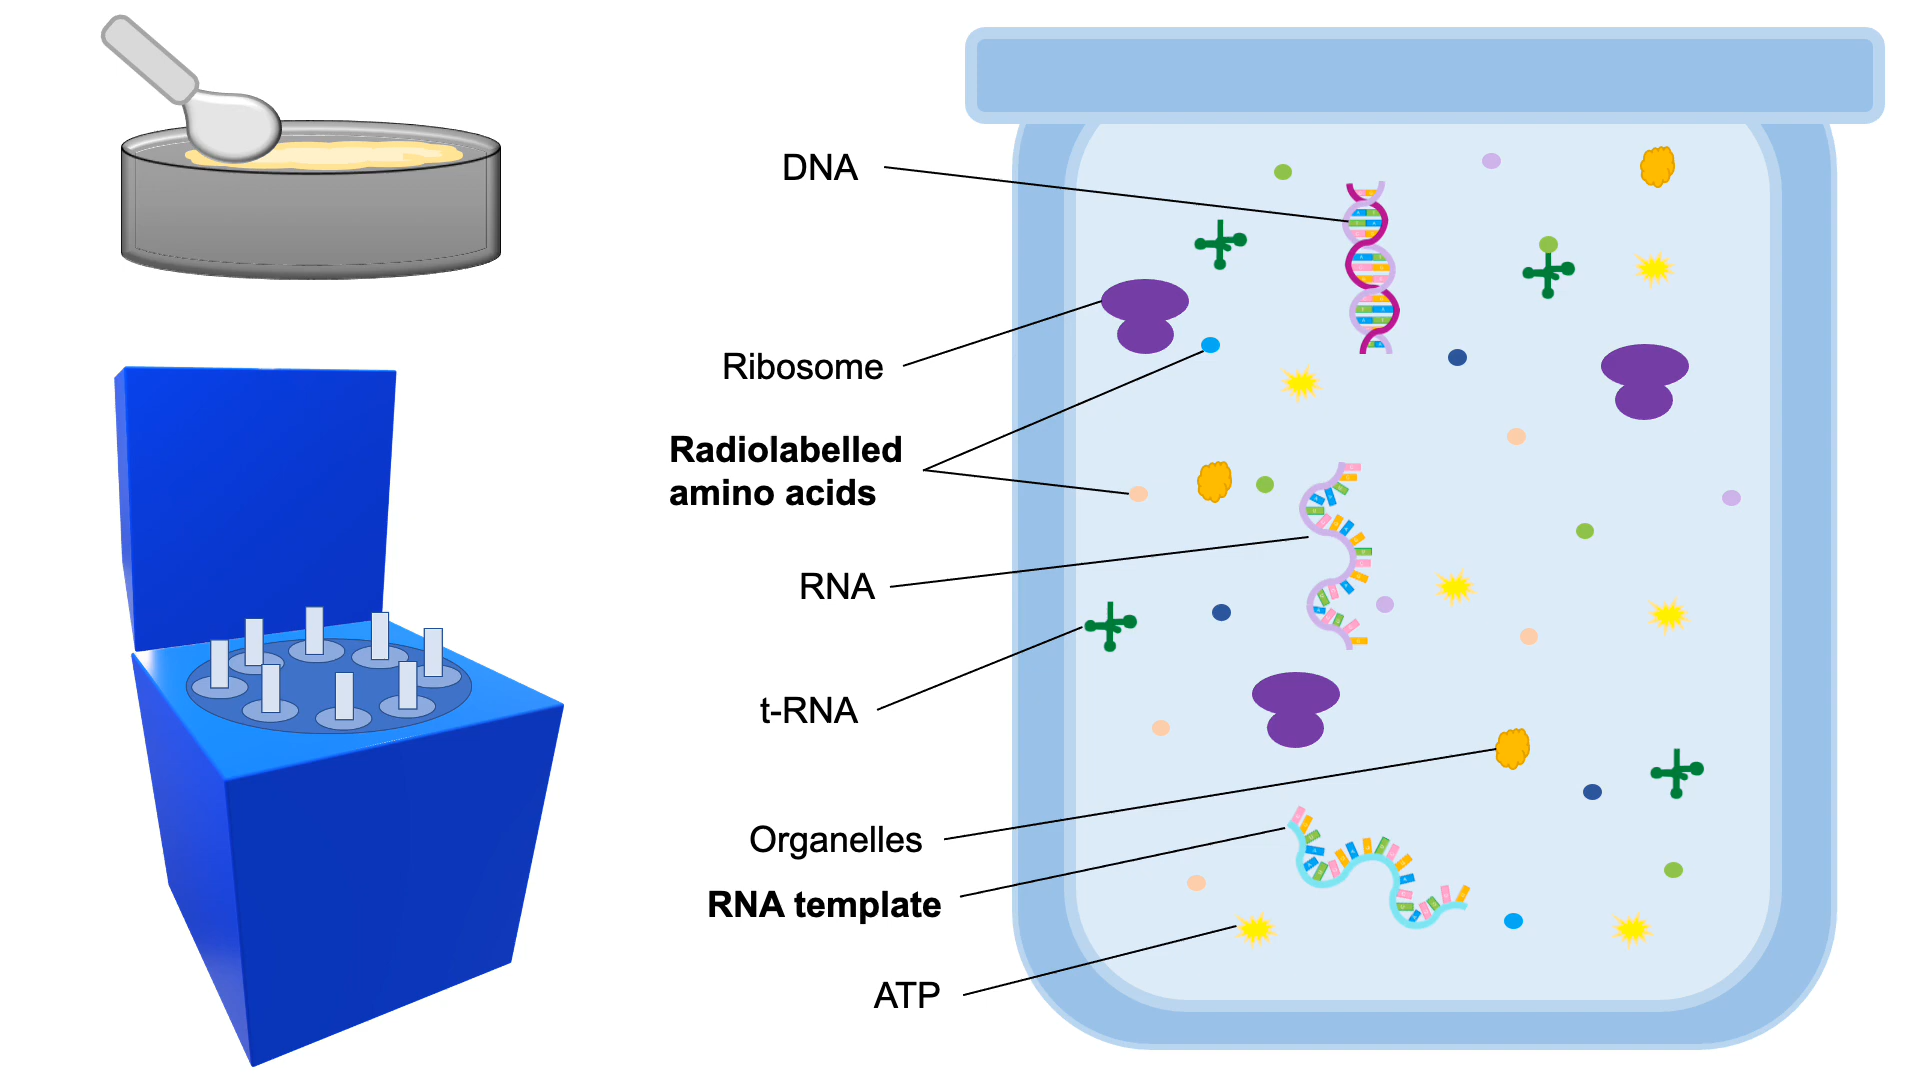 DNA
Ribosome
Radiolabelled
amino acids
RNA
t-RNA
Organelles
RNA template
ATP